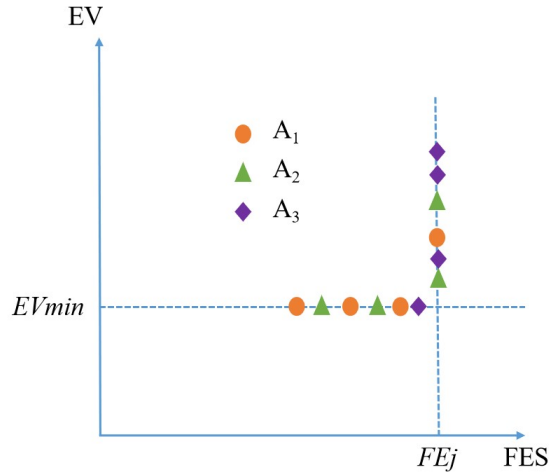 EV
A₁
A₂
A₃
EVmin
FEj FES